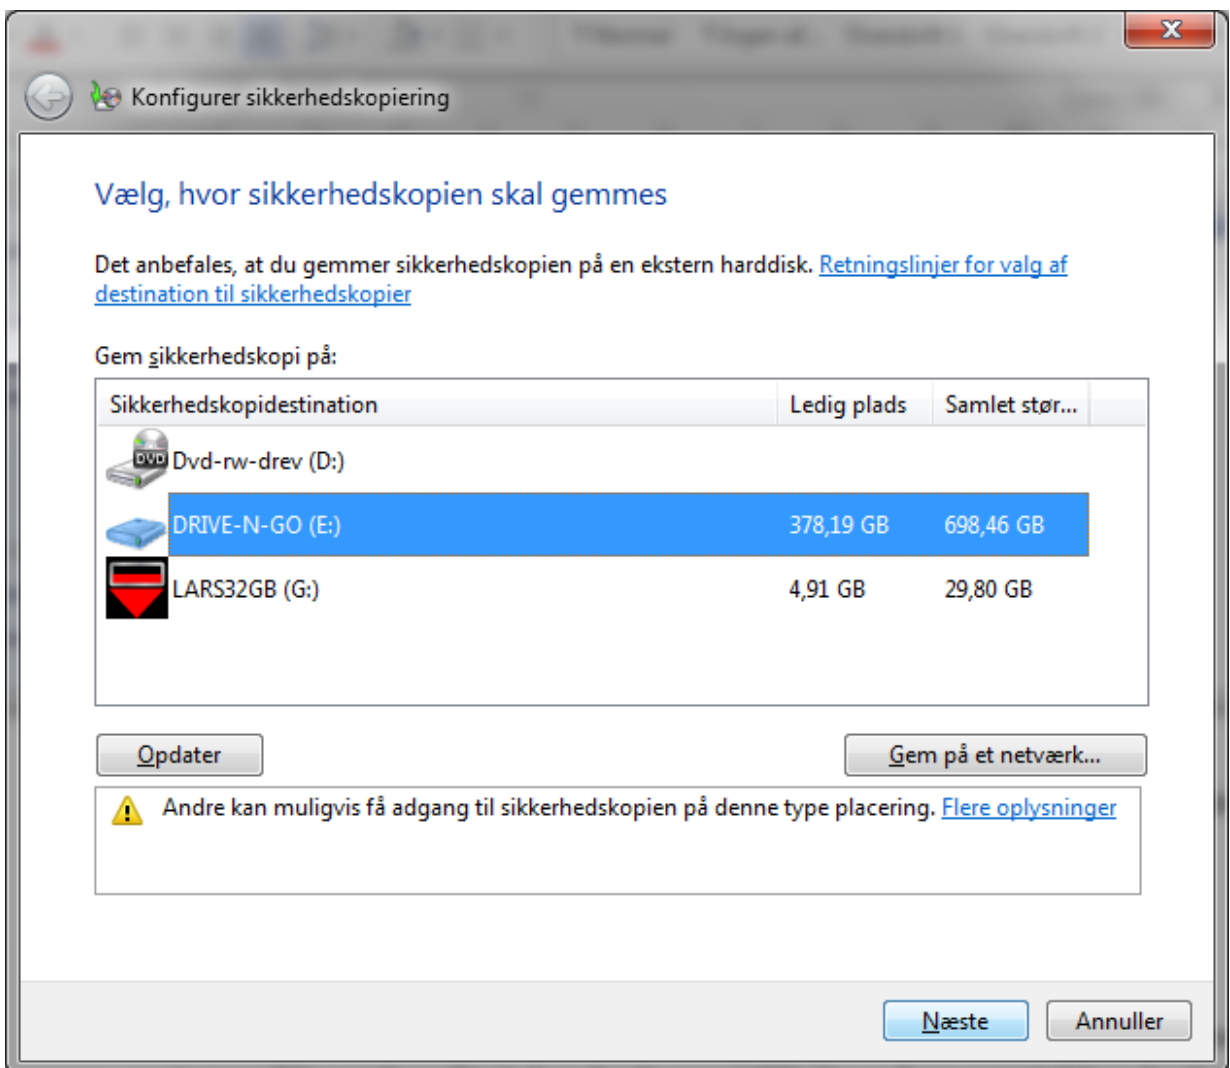 X
Konfigurer sikkerhedskopiering
Vælg, hvor sikkerhedskopien skal gemmes
Det anbefales, at du gemmer sikkerhedskopien på en ekstern harddisk. Retningslinjer for valg af
destination til sikkerhedskopier
Gem sikkerhedskopi på:
Sikkerhedskopidestination Ledig plads Samlet stør...
DVD Dvd-rw-drev (D:)
DRIVE-N-GO (E:) 378,19 GB 698,46 GB
LARS32GB (G:) 4,91 GB 29,80 GB
Opdater Gem på et netværk...
Andre kan muligvis få adgang til sikkerhedskopien på denne type placering. Flere oplysninger
Næste Annuller